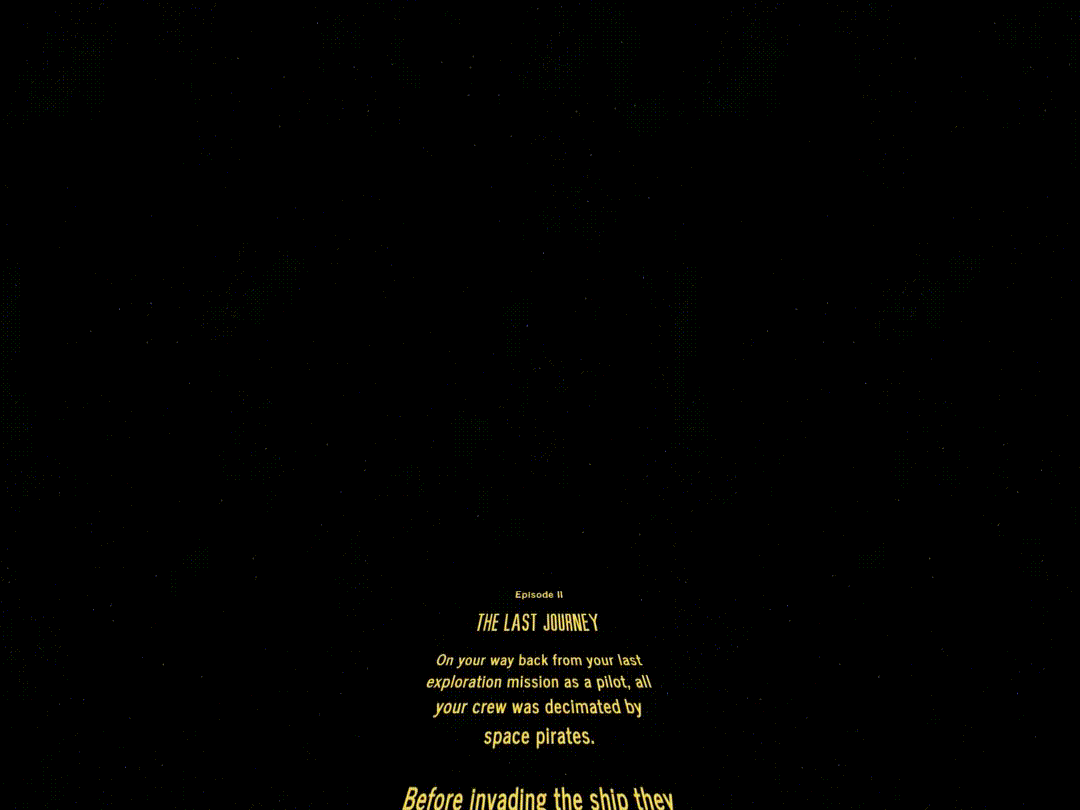 Episode II
THE LAST JOURNEY
On your way back from your last
exploration mission as a pilot, all
your crew was decimated by
space pirates.
Before invading the ship they